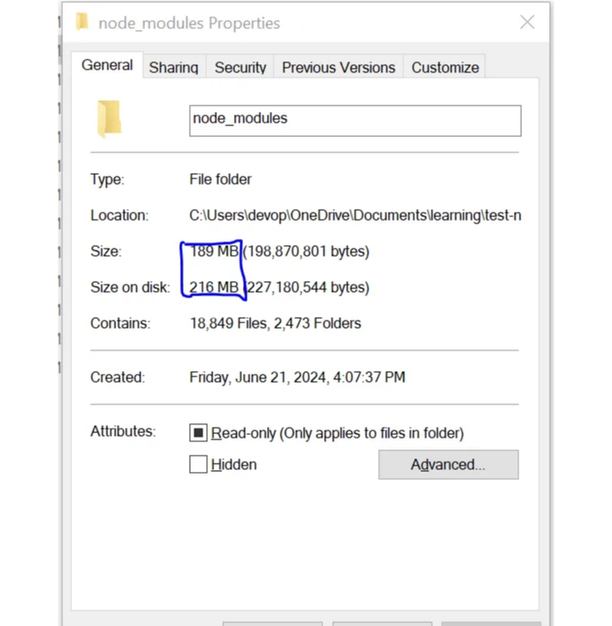 node_modules Properties
General Sharing Security Previous Versions Customize
node_modules
Type: File folder
Location: C:\Users\devop\OneDrive\Documents\learning\test-n
Size: 189 MB (198,870,801 bytes)
Size on disk: 216 MB (227,180,544 bytes)
Contains: 18,849 Files, 2,473 Folders
Created: Friday, June 21, 2024, 4:07:37 PM
Attributes: Read-only (Only applies to files in folder)
Hidden Advanced...